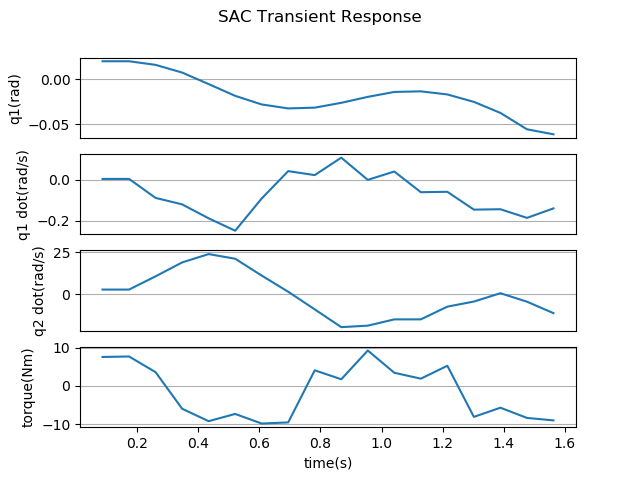 SAC Transient Response
q1(rad)
0.00
−0.05
q1 dot(rad/s)
0.0
−0.2
q2 dot(rad/s)
25
0
torque(Nm)
10
0
−10
0.2 0.4 0.6 0.8 1.0 1.2 1.4 1.6
time(s)